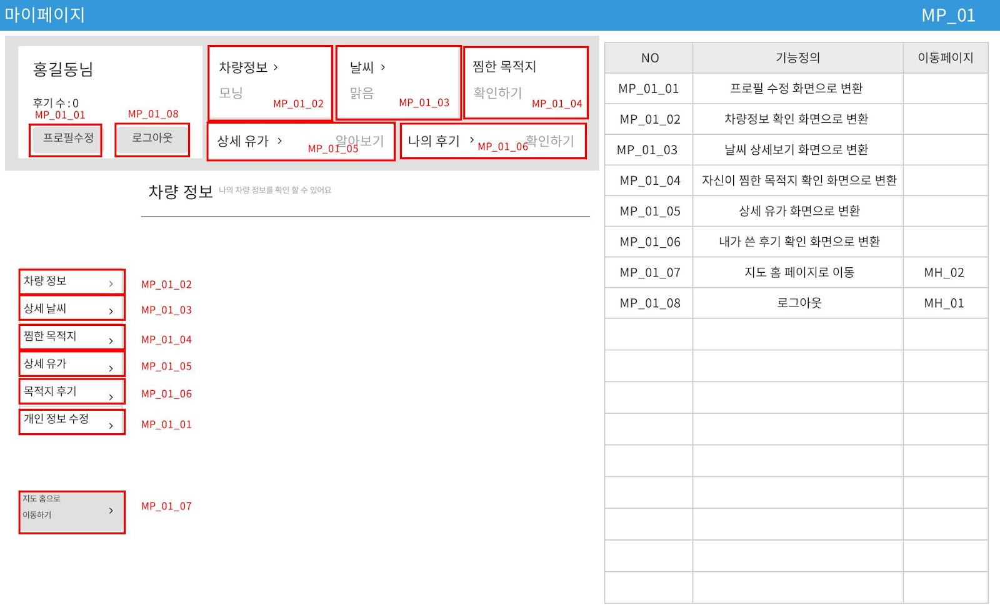 마이페이지
MP_01
홍길동님
후기 수 : 0
MP_01_01
프로필수정
MP_01_08
로그아웃
차량정보 >
모닝
MP_01_02
날씨 >
맑음
MP_01_03
찜한 목적지
확인하기
MP_01_04
상세 유가 >
알아보기
MP_01_05
나의 후기 >
확인하기
MP_01_06
차량 정보 나의 차량 정보를 확인 할 수 있어요
차량 정보 > MP_01_02
상세 날씨 > MP_01_03
찜한 목적지 > MP_01_04
상세 유가 > MP_01_05
목적지 후기 > MP_01_06
개인 정보 수정 > MP_01_01
지도 홈으로
이동하기 > MP_01_07
NO 기능정의 이동페이지
MP_01_01 프로필 수정 화면으로 변환
MP_01_02 차량정보 확인 화면으로 변환
MP_01_03 날씨 상세보기 화면으로 변환
MP_01_04 자신이 찜한 목적지 확인 화면으로 변환
MP_01_05 상세 유가 화면으로 변환
MP_01_06 내가 쓴 후기 확인 화면으로 변환
MP_01_07 지도 홈 페이지로 이동 MH_02
MP_01_08 로그아웃 MH_01